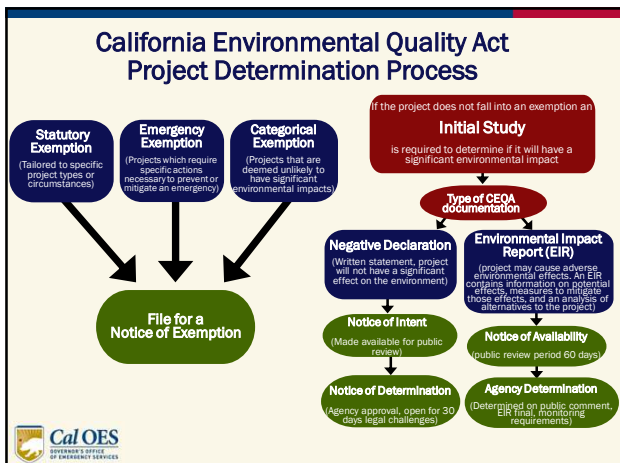 California Environmental Quality Act
Project Determination Process
Statutory
Exemption
(Tailored to specific
project types or
circumstances)
Emergency
Exemption
(Projects which require
specific actions
necessary to prevent or
mitigate an emergency)
Categorical
Exemption
(Projects that are
deemed unlikely to
have significant
environmental impacts)
File for a
Notice of Exemption
If the project does not fall into an exemption an
Initial Study
is required to determine if it will have a
significant environmental impact
Type of CEQA
documentation
Negative Declaration
(Written statement, project
will not have a significant
effect on the environment)
Notice of Intent
(Made available for public
review)
Notice of Determination
(Agency approval, open for 30
days legal challenges)
Environmental Impact
Report (EIR)
(project may cause adverse
environmental effects. An EIR
contains information on potential
effects, measures to mitigate
those effects, and an analysis of
alternatives to the project)
Notice of Availability
(public review period 60 days)
Agency Determination
(Determined on public comment,
EIR final, monitoring
requirements)
Cal OES
GOVERNOR'S OFFICE
OF EMERGENCY SERVICES